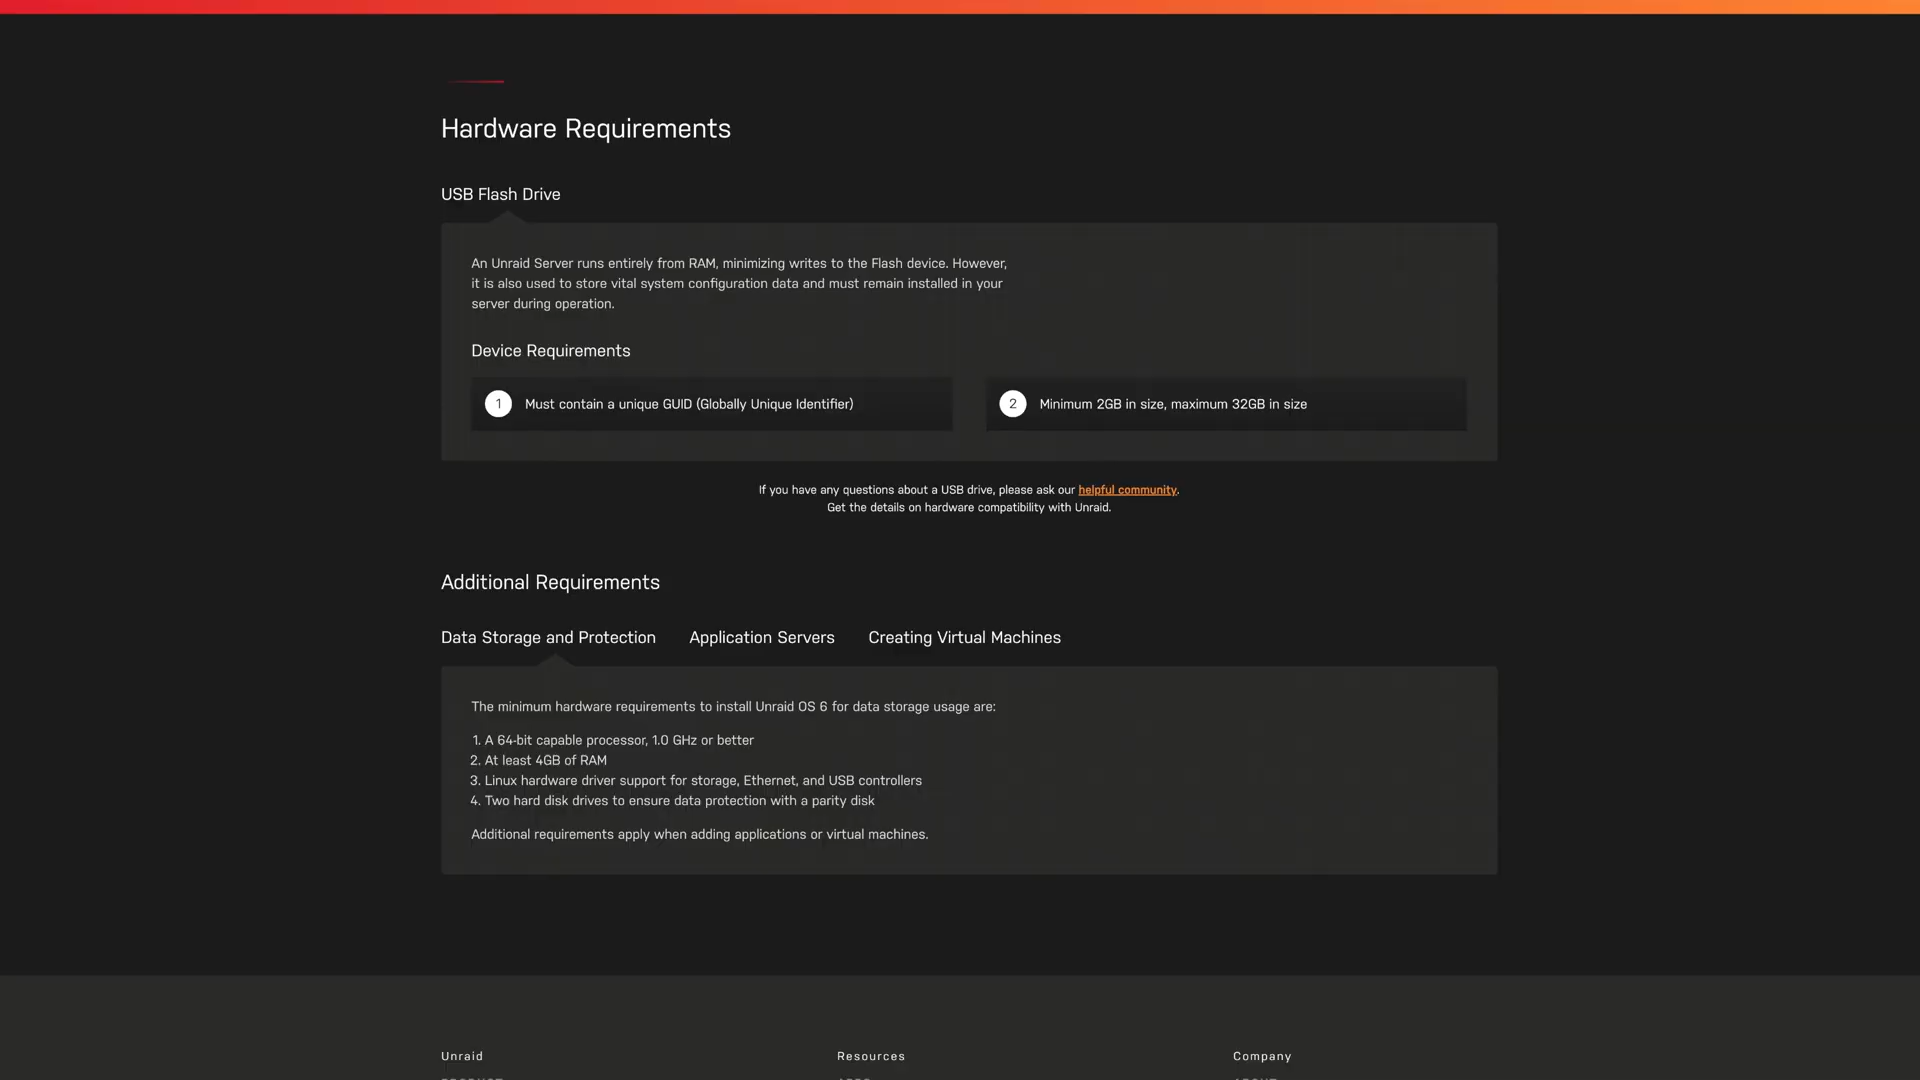 Hardware Requirements
USB Flash Drive
An Unraid Server runs entirely from RAM, minimizing writes to the Flash device. However,
it is also used to store vital system configuration data and must remain installed in your
server during operation.
Device Requirements
1 Must contain a unique GUID (Globally Unique Identifier)
2 Minimum 2GB in size, maximum 32GB in size
If you have any questions about a USB drive, please ask our helpful community.
Get the details on hardware compatibility with Unraid.
Additional Requirements
Data Storage and Protection Application Servers Creating Virtual Machines
The minimum hardware requirements to install Unraid OS 6 for data storage usage are:
1. A 64-bit capable processor, 1.0 GHz or better
2. At least 4GB of RAM
3. Linux hardware driver support for storage, Ethernet, and USB controllers
4. Two hard disk drives to ensure data protection with a parity disk
Additional requirements apply when adding applications or virtual machines.
Unraid Resources Company